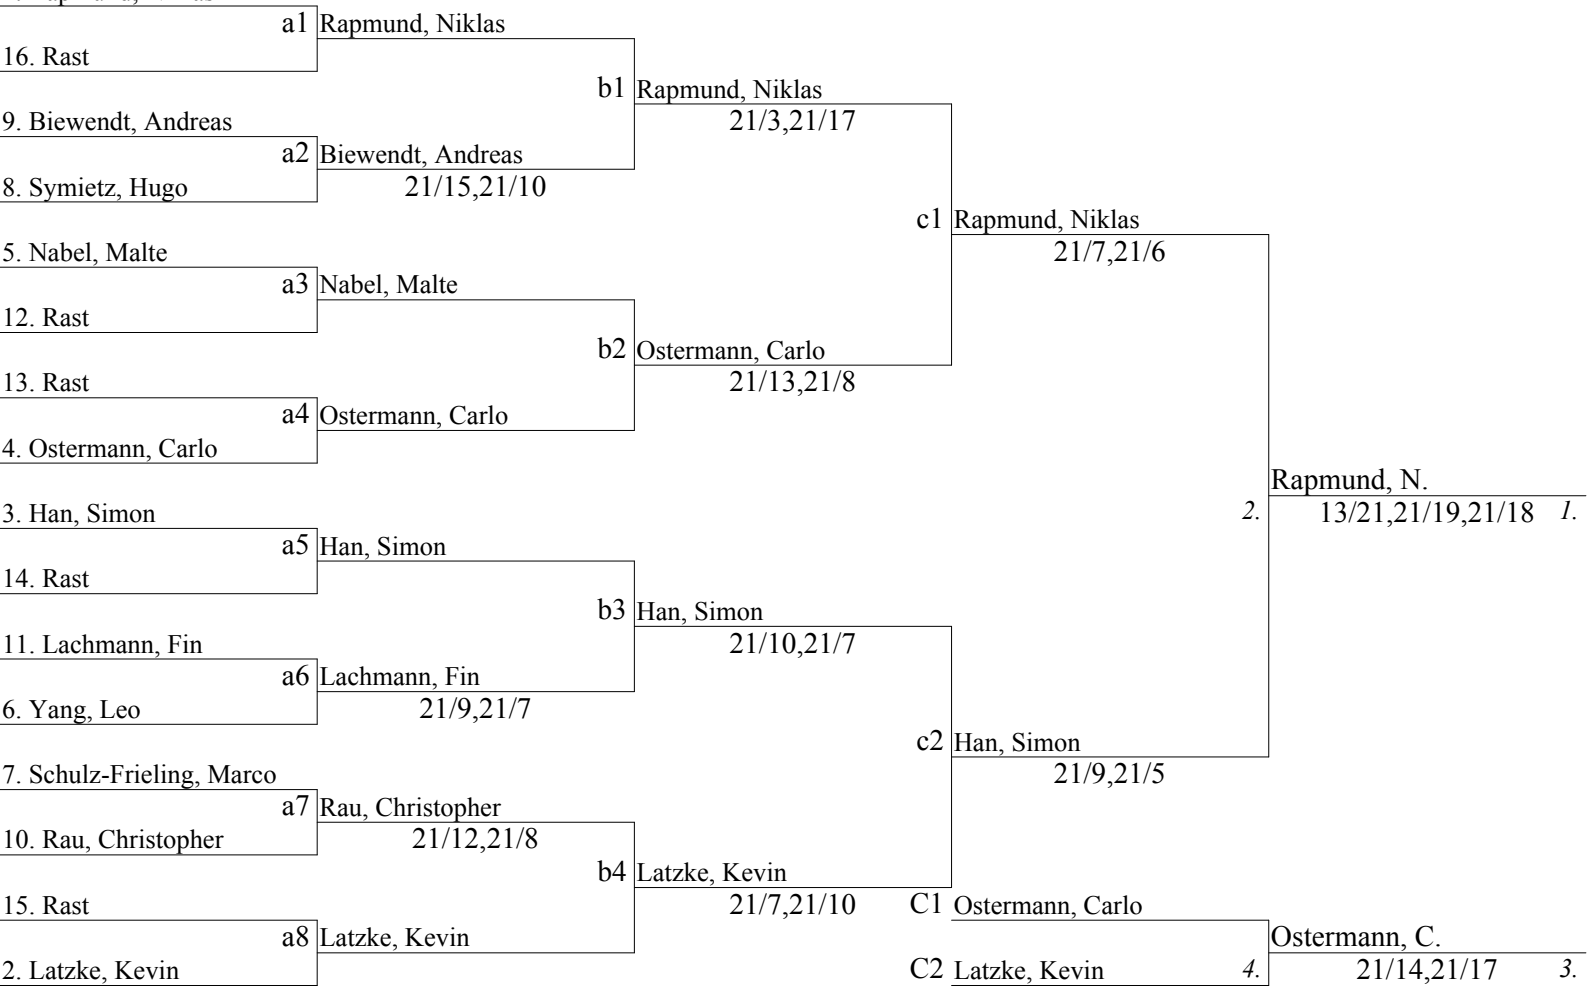 a1 Rapmund, Niklas
16. Rast
b1 Rapmund, Niklas
21/3,21/17
9. Biewendt, Andreas
a2 Biewendt, Andreas
21/15,21/10
8. Symietz, Hugo
c1 Rapmund, Niklas
21/7,21/6
5. Nabel, Malte
a3 Nabel, Malte
12. Rast
b2 Ostermann, Carlo
21/13,21/8
13. Rast
a4 Ostermann, Carlo
4. Ostermann, Carlo
Rapmund, N.
2. 13/21,21/19,21/18 1.
3. Han, Simon
a5 Han, Simon
14. Rast
b3 Han, Simon
21/10,21/7
11. Lachmann, Fin
a6 Lachmann, Fin
21/9,21/7
6. Yang, Leo
c2 Han, Simon
21/9,21/5
7. Schulz-Frieling, Marco
a7 Rau, Christopher
21/12,21/8
10. Rau, Christopher
b4 Latzke, Kevin
21/7,21/10
15. Rast
C1 Ostermann, Carlo
a8 Latzke, Kevin
Ostermann, C.
2. Latzke, Kevin
C2 Latzke, Kevin 4. 21/14,21/17 3.